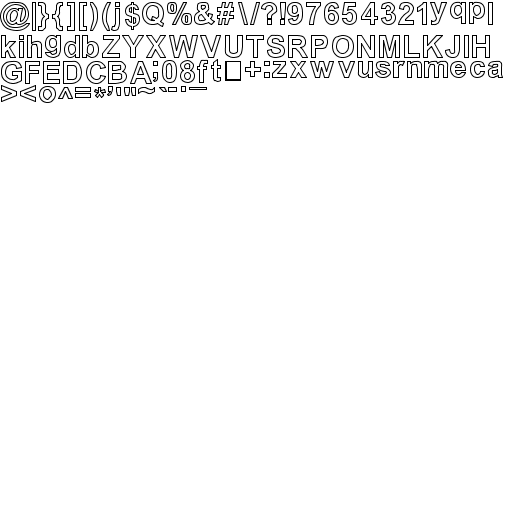 @|}{][)(j$Q%&#\/?!97654321yqpl
kihgdbZYXWVUTSRPONMLKJIH
GFEDCBA;08ft□+:zxwvusrnmeca
><o^=*,'"~`-._